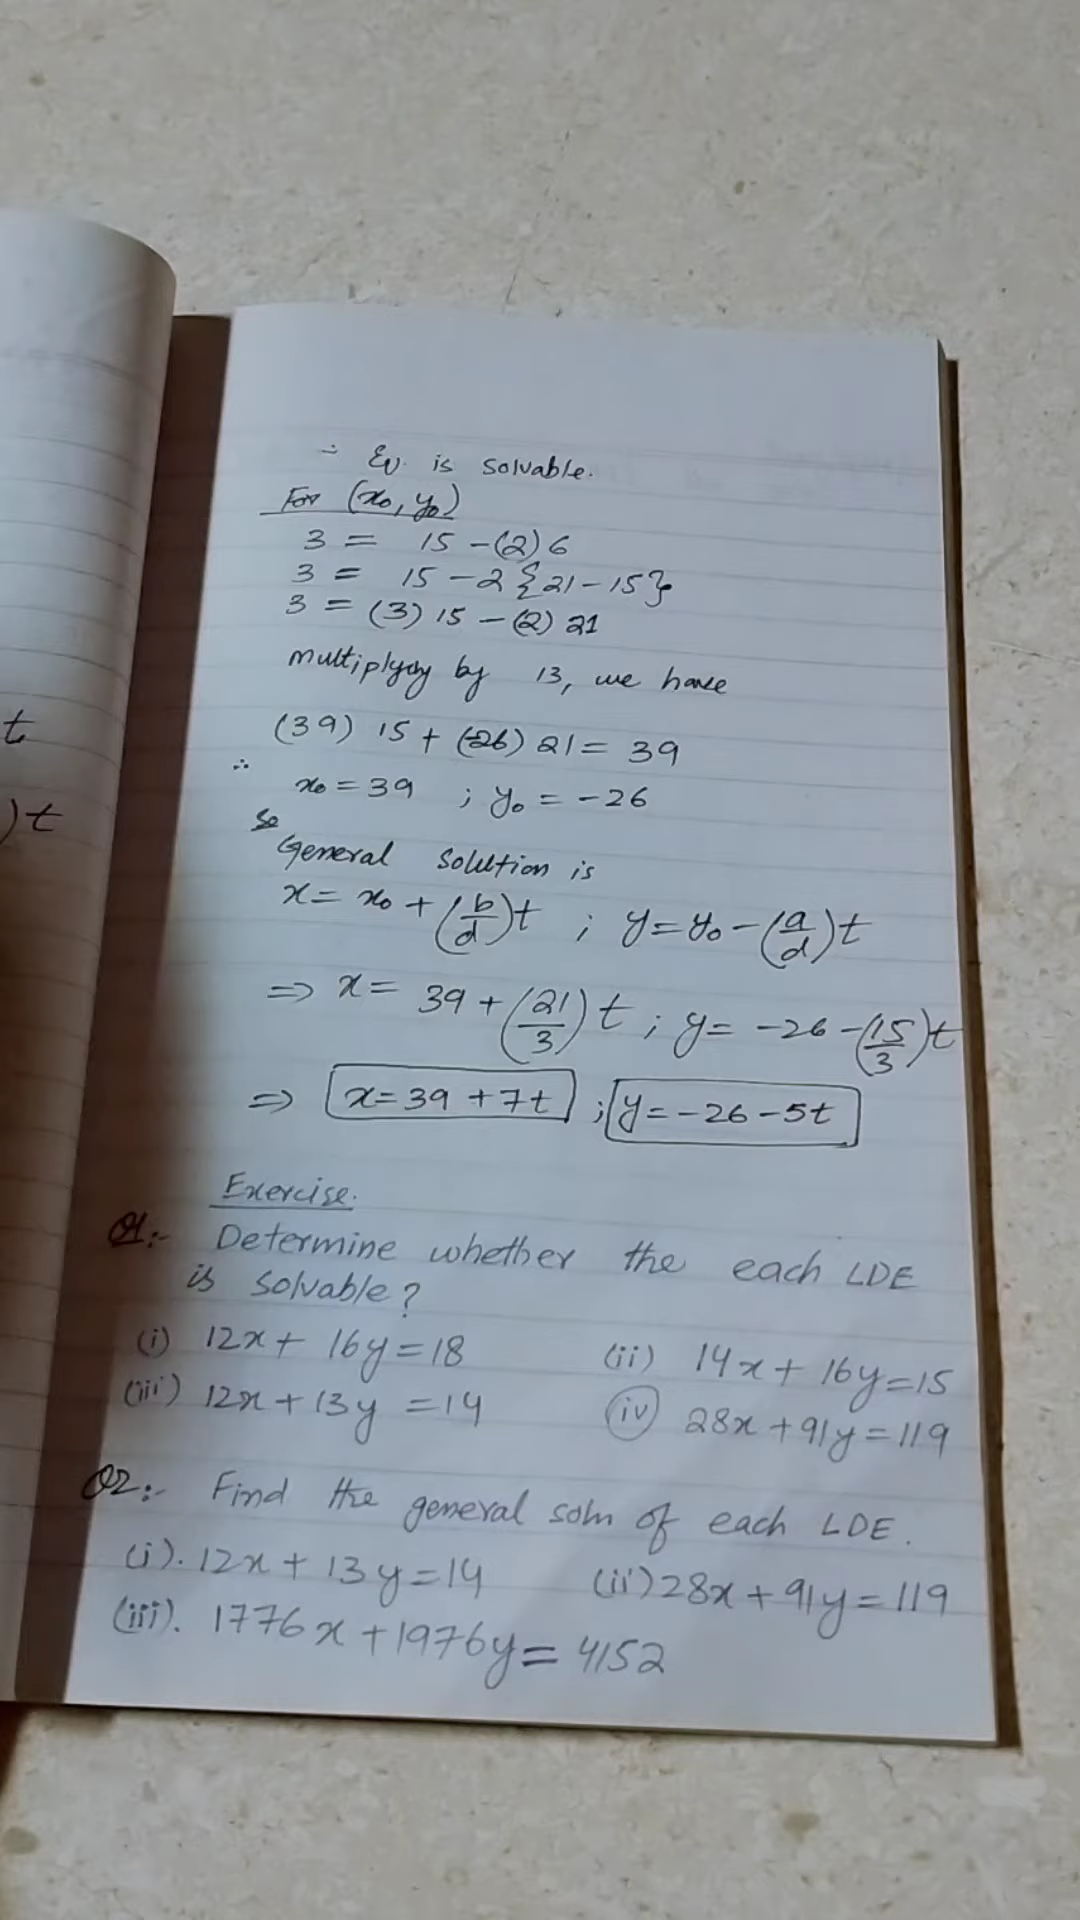 ∴ Eq. is solvable.
For (x₀, y₀)
3 = 15 - (2) 6
3 = 15 - 2 {21 - 15}
3 = (3) 15 - (2) 21
multiplying by 13, we have
(39) 15 + (-26) 21 = 39
∴ x₀ = 39 ; y₀ = -26
So
General solution is
x = x₀ + (b/d)t ; y = y₀ - (a/d)t
⇒ x = 39 + (21/3) t ; y = -26 - (15/3)t
⇒ x = 39 + 7t ; y = -26 - 5t
Exercise.
Q1:- Determine whether the each LDE
is solvable?
(i) 12x + 16y = 18 (ii) 14x + 16y = 15
(iii) 12x + 13y = 14 (iv) 28x + 91y = 119
Q2:- Find the general soln of each LDE.
(i). 12x + 13y = 14 (ii) 28x + 91y = 119
(iii). 1776x + 1976y = 4152
t
)t